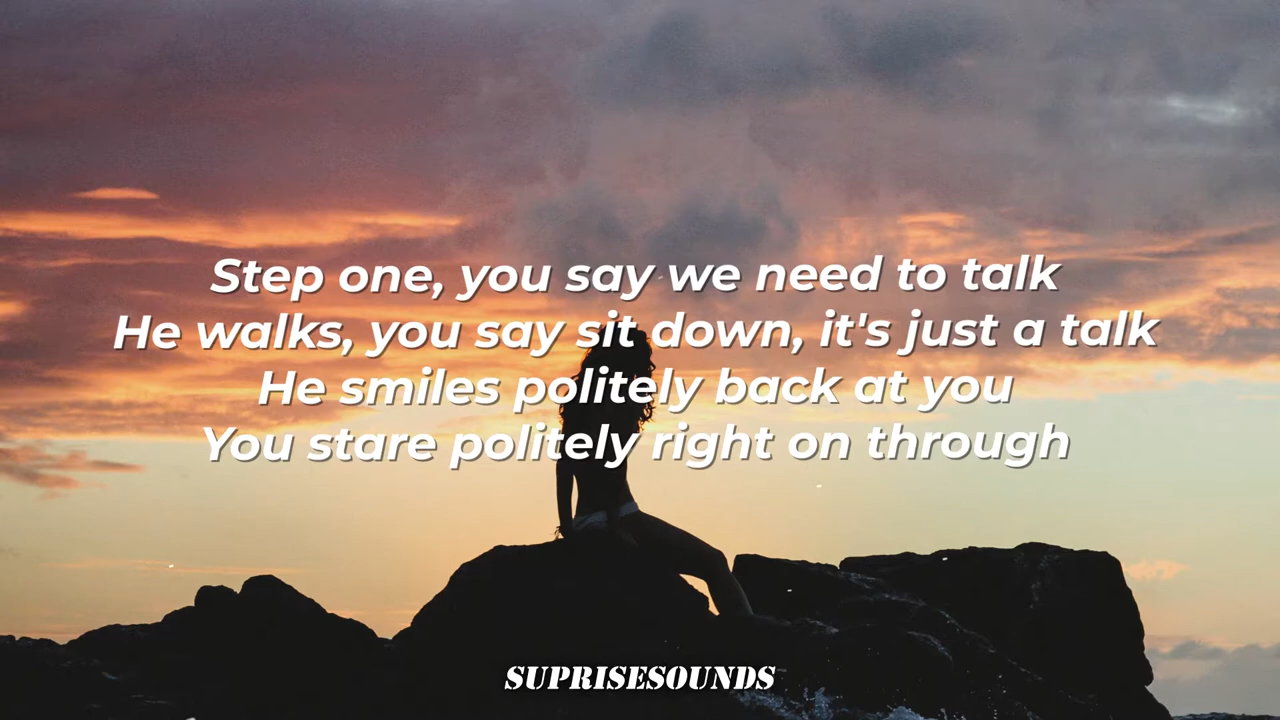 Step one, you say we need to talk
He walks, you say sit down, it's just a talk
He smiles politely back at you
You stare politely right on through
SUPRISESOUNDS